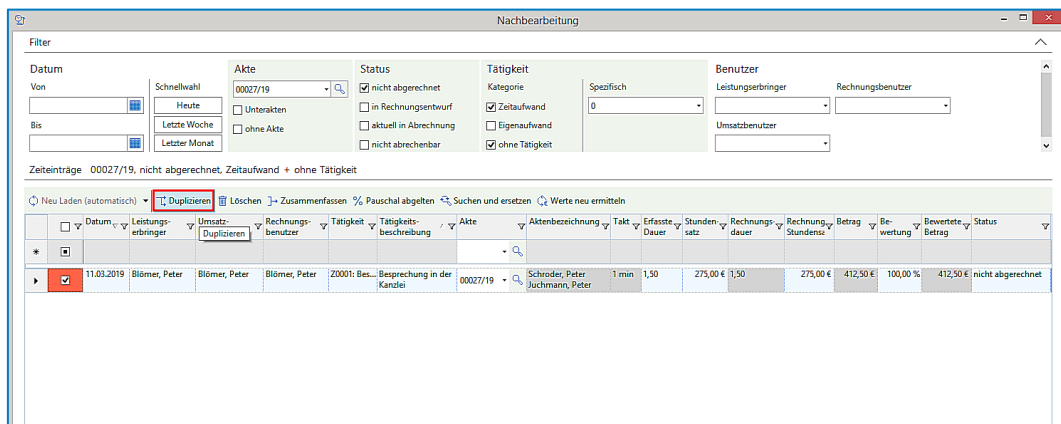 Nachbearbeitung
Filter
Datum Akte Status Tätigkeit Benutzer
Von Schnellwahl 00027/19 nicht abgerechnet Kategorie Spezifisch Leistungserbringer Rechnungsbenutzer
Heute Unterakten in Rechnungsentwurf Zeitaufwand 0
Bis Letzte Woche ohne Akte aktuell in Abrechnung Eigenaufwand Umsatzbenutzer
Letzter Monat nicht abrechenbar ohne Tätigkeit
Zeiteinträge 00027/19, nicht abgerechnet, Zeitaufwand + ohne Tätigkeit
Neu Laden (automatisch) Duplizieren Löschen Zusammenfassen Pauschal abgelten Suchen und ersetzen Werte neu ermitteln
Datum Leistungs- Umsatz- Rechnungs- Tätigkeit Tätigkeits- Akte Aktenbezeichnung Takt Erfasste Stunden- Rechnungs- Rechnung Betrag Be- Bewertete Status
erbringer benutzer beschreibung Dauer satz dauer Stundensa wertung Betrag
Duplizieren
11.03.2019 Blömer, Peter Blömer, Peter Blömer, Peter Z0001: Bes... Besprechung in der 00027/19 Schroder, Peter 1 min 1,50 275,00 € 1,50 275,00 € 412,50 € 100,00 % 412,50 € nicht abgerechnet
Kanzlei Juchmann, Peter